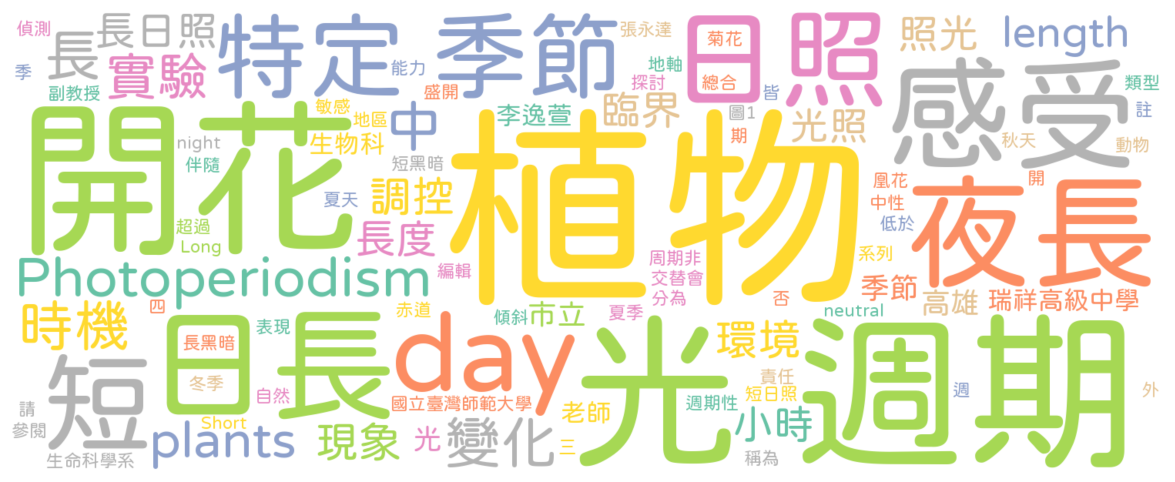 偵測
長日照
特定
季節
張永達
菊花
日照
照光
length
季
長
實驗
能力
地軸
探討
總合
皆
感受
類型
副教授
盛開
敏感
地區
中
李逸萱
臨界
圖1
光照
註
開花
night
伴隨
生物科
短黑暗
植物
期
秋天
動物
調控
夏天
鳳花
中性
開
夜長
超過
Long
長度
低於
Photoperiodism
編輯
周期非
交替會
分為
系列
季節
時機
四
赤道
傾斜
市立
夏季
否
neutral
高雄
瑞祥高級中學
表現
日長
day
環境
光
週期
長黑暗
短
冬季
自然
國立臺灣師範大學
責任
短日照
週
外
請
參閱
Short
老師
週期性
小時
plants
現象
光
變化
三
稱為
生命科學系